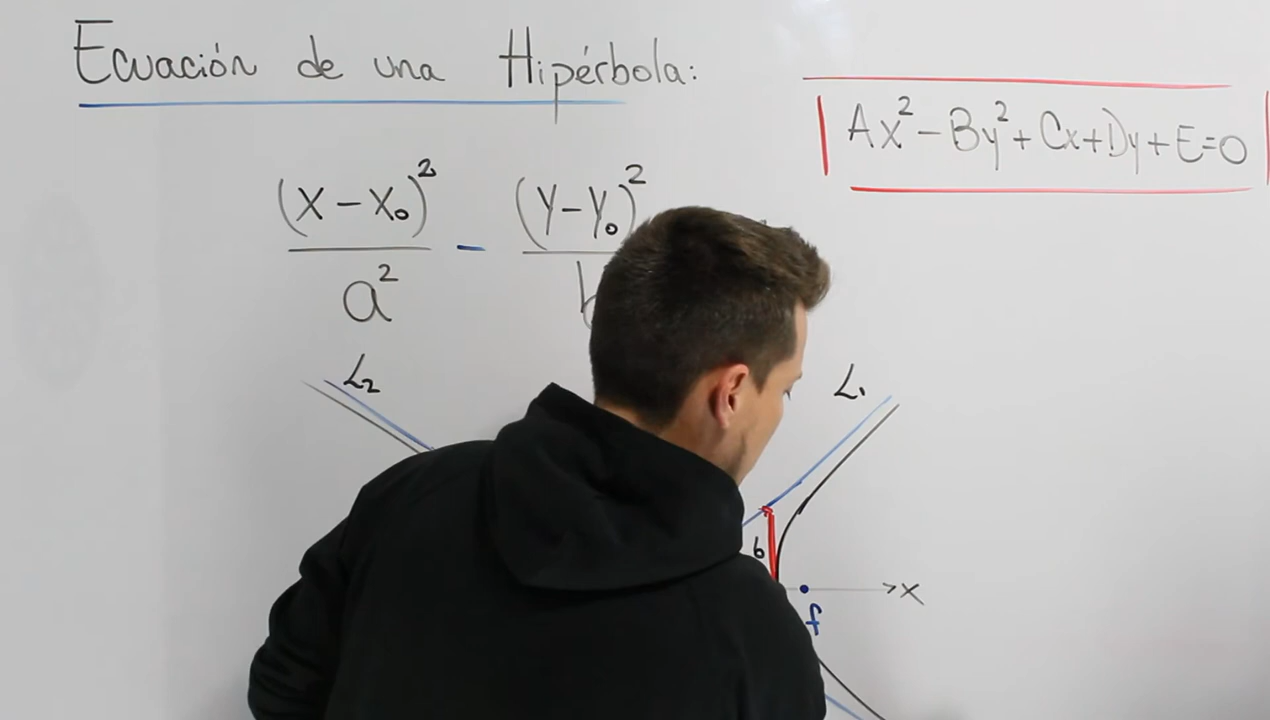 Ecuación de una Hipérbola:
Ax² - By² + Cx + Dy + E = 0
(X - X₀)² - (Y - Y₀)²
a²
L₂
L₁
b
X
f